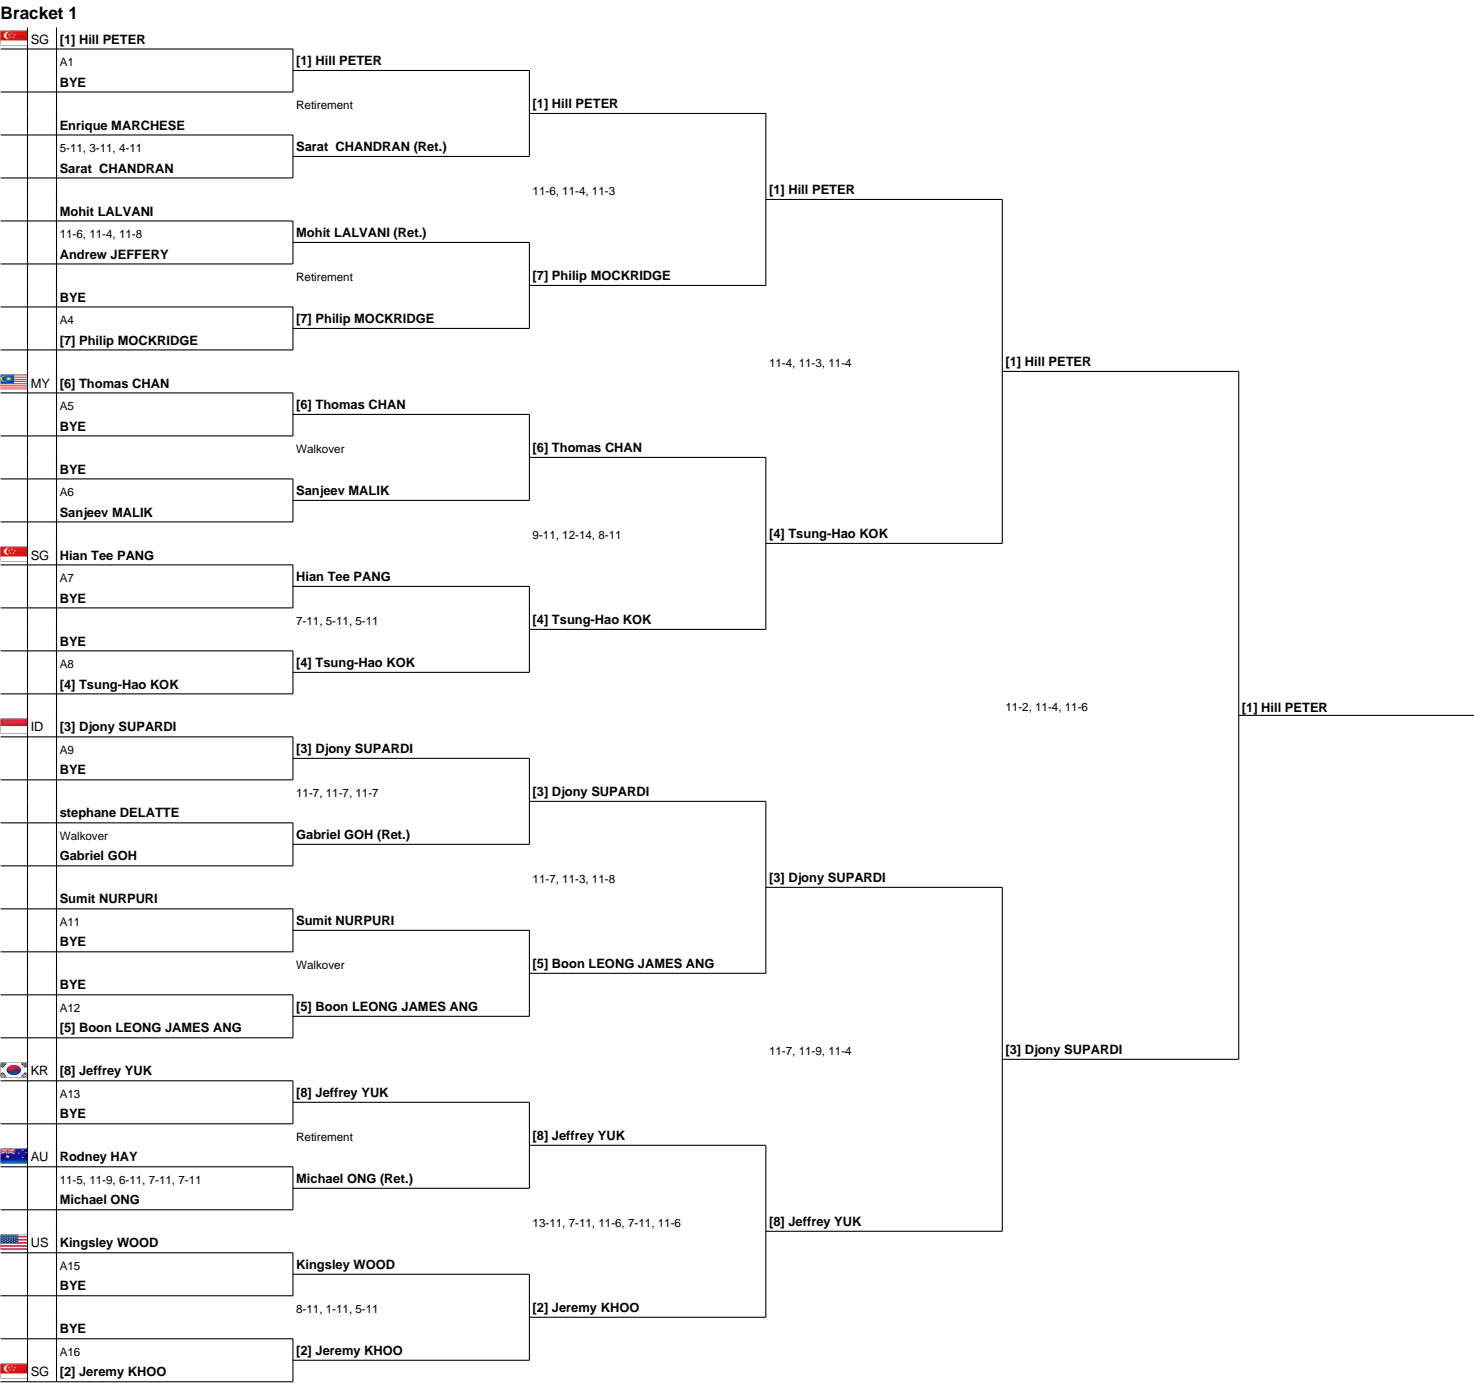 Bracket 1
SG [1] Hill PETER
A1 [1] Hill PETER
BYE
Retirement [1] Hill PETER
Enrique MARCHESE
5-11, 3-11, 4-11 Sarat CHANDRAN (Ret.)
Sarat CHANDRAN
11-6, 11-4, 11-3 [1] Hill PETER
Mohit LALVANI
11-6, 11-4, 11-8 Mohit LALVANI (Ret.)
Andrew JEFFERY
Retirement [7] Philip MOCKRIDGE
BYE
A4 [7] Philip MOCKRIDGE
[7] Philip MOCKRIDGE
11-4, 11-3, 11-4 [1] Hill PETER
MY [6] Thomas CHAN
A5 [6] Thomas CHAN
BYE
Walkover [6] Thomas CHAN
BYE
A6 Sanjeev MALIK
Sanjeev MALIK
9-11, 12-14, 8-11 [4] Tsung-Hao KOK
SG Hian Tee PANG
A7 Hian Tee PANG
BYE
7-11, 5-11, 5-11 [4] Tsung-Hao KOK
BYE
A8 [4] Tsung-Hao KOK
[4] Tsung-Hao KOK
11-2, 11-4, 11-6 [1] Hill PETER
ID [3] Djony SUPARDI
A9 [3] Djony SUPARDI
BYE
11-7, 11-7, 11-7 [3] Djony SUPARDI
stephane DELATTE
Walkover Gabriel GOH (Ret.)
Gabriel GOH
11-7, 11-3, 11-8 [3] Djony SUPARDI
Sumit NURPURI
A11 Sumit NURPURI
BYE
Walkover [5] Boon LEONG JAMES ANG
BYE
A12 [5] Boon LEONG JAMES ANG
[5] Boon LEONG JAMES ANG
11-7, 11-9, 11-4 [3] Djony SUPARDI
KR [8] Jeffrey YUK
A13 [8] Jeffrey YUK
BYE
Retirement [8] Jeffrey YUK
AU Rodney HAY
11-5, 11-9, 6-11, 7-11, 7-11 Michael ONG (Ret.)
Michael ONG
13-11, 7-11, 11-6, 7-11, 11-6 [8] Jeffrey YUK
US Kingsley WOOD
A15 Kingsley WOOD
BYE
8-11, 1-11, 5-11 [2] Jeremy KHOO
BYE
A16 [2] Jeremy KHOO
SG [2] Jeremy KHOO